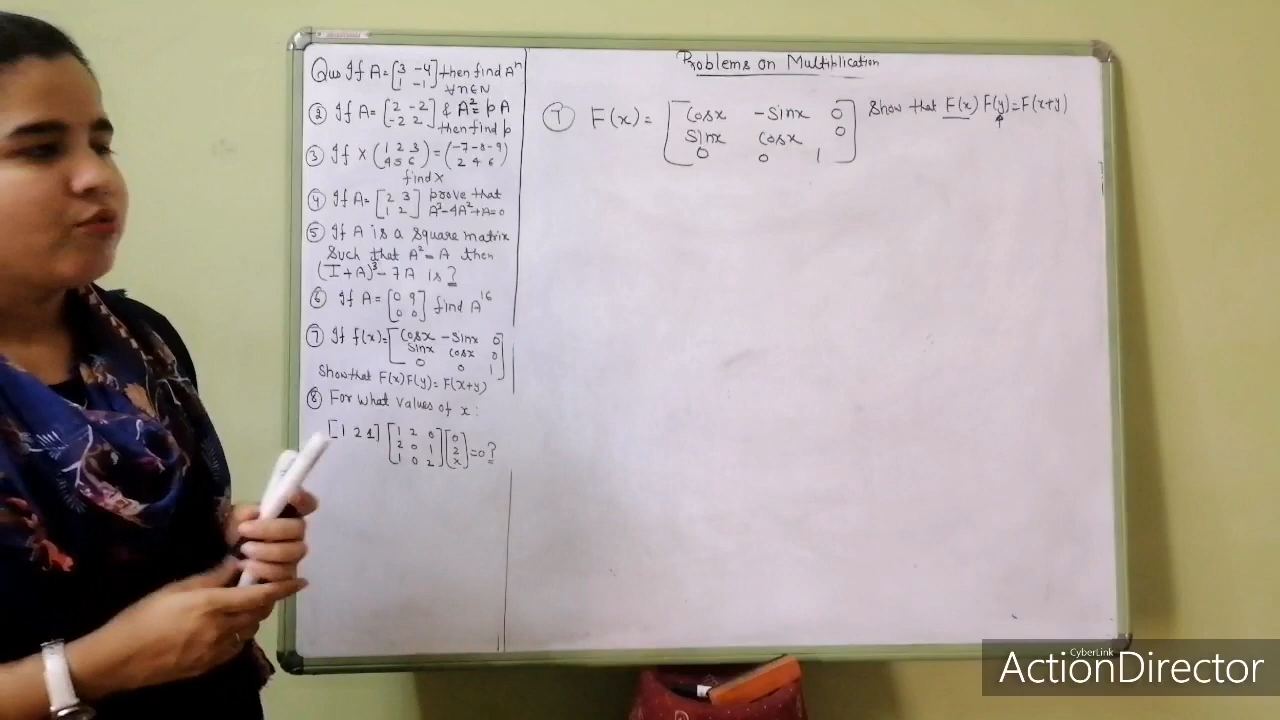 Que If A = [3 -4 then find Aⁿ
1 -1] ∀ n∈N
② If A = [2 -2 & A² = pA
-2 2] then find p
③ If X (1 2 3 = (-7 -8 -9
4 5 6) 2 4 6)
find X
④ If A = [2 3 prove that
1 2] A³-4A²+A=0
⑤ If A is a square matrix
Such that A² = A then
(I + A)³ - 7A is ?
⑥ If A = [0 9 find A¹⁶
0 0]
⑦ If f(x) = [Cosx -Sinx 0
Sinx cosx 0
0 0 1]
Show that F(x) F(y) = F(x+y)
⑧ For what values of x :
[1 2 1] [1 2 0 [0
2 0 1 2 = 0 ?
1 0 2] x]
Problems on Multiplication
⑦ F(x) = [Cosx -Sinx 0 Show that F(x) F(y) = F(x+y)
Sinx cosx 0
0 0 1]
CyberLink
ActionDirector